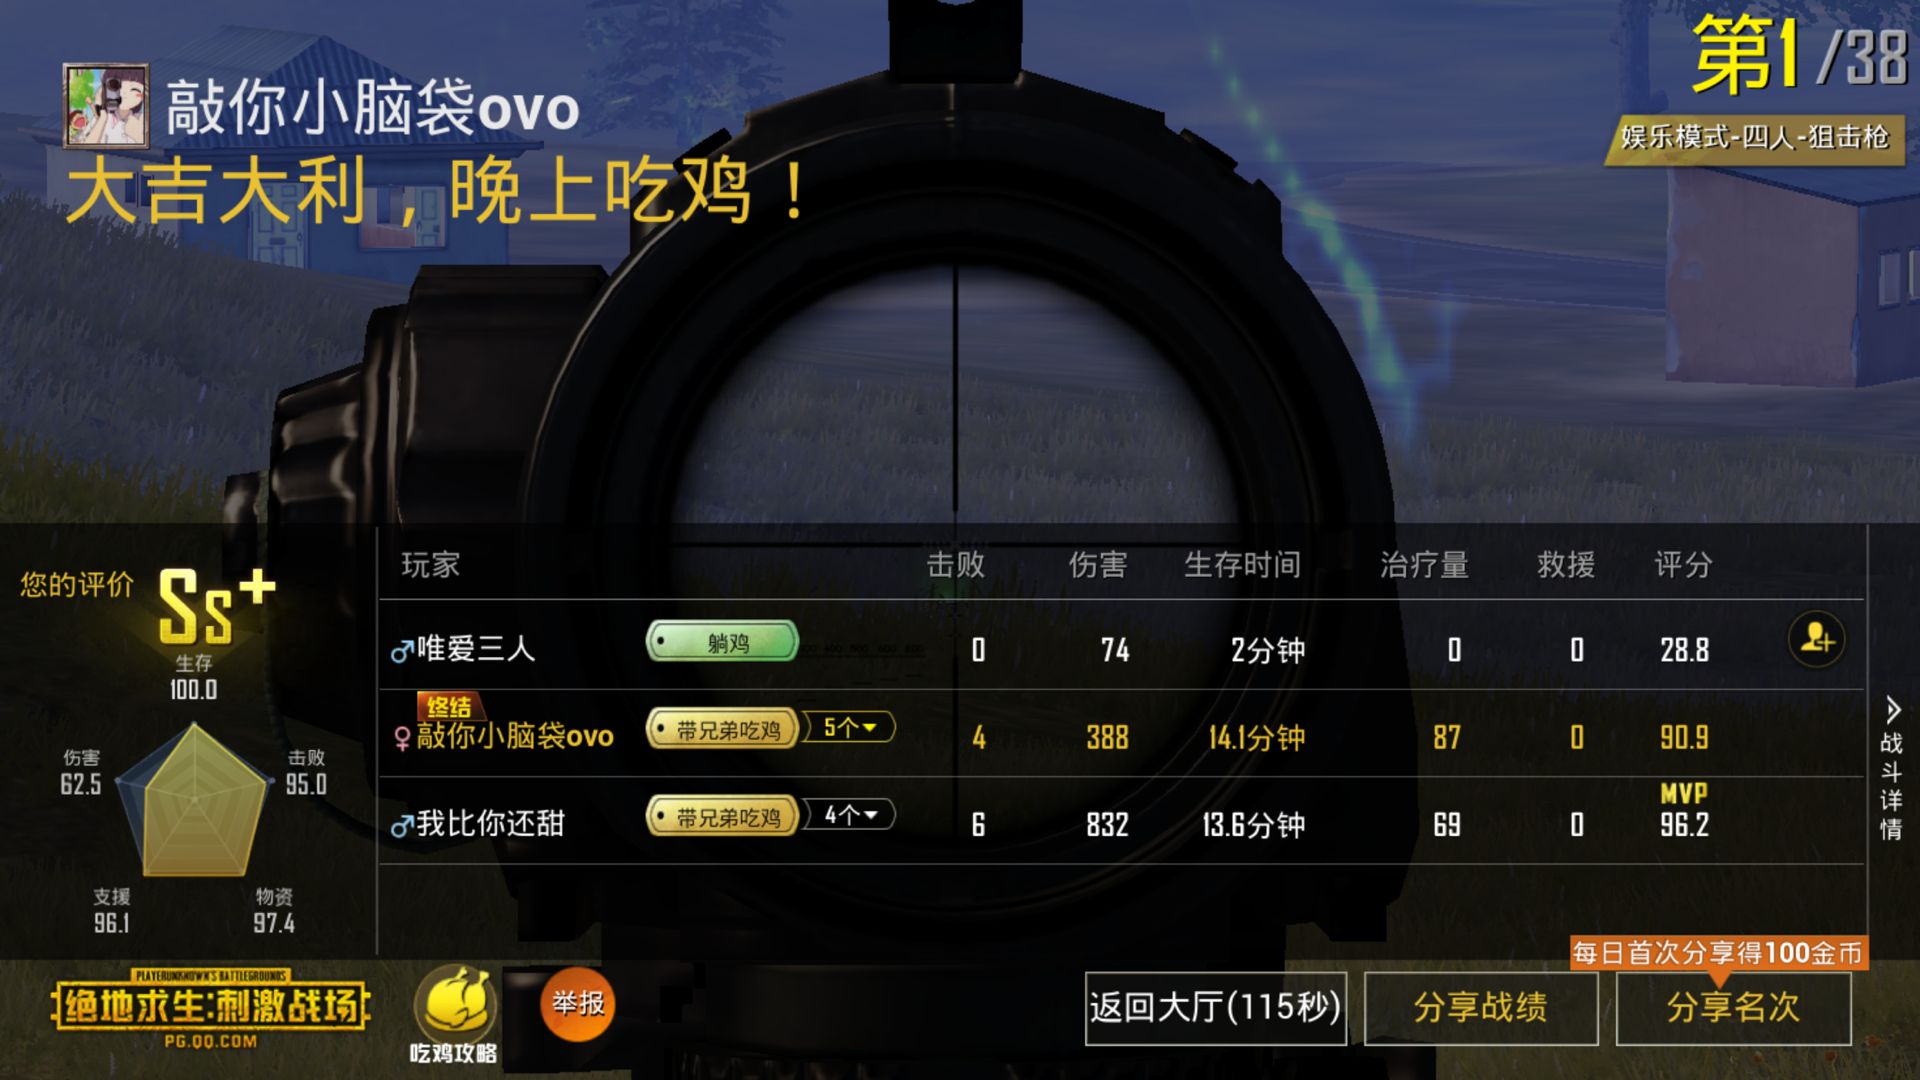 第1/38
敲你小脑袋ovo
娱乐模式-四人-狙击枪
大吉大利，晚上吃鸡！
您的评价 Ss+
生存
100.0
伤害
62.5
击败
95.0
支援
96.1
物资
97.4
玩家 击败 伤害 生存时间 治疗量 救援 评分
唯爱三人 躺鸡 0 74 2分钟 0 0 28.8
终结
敲你小脑袋ovo 带兄弟吃鸡 5个 4 388 14.1分钟 87 0 90.9
MVP
我比你还甜 带兄弟吃鸡 4个 6 832 13.6分钟 69 0 96.2
战斗详情
每日首次分享得100金币
PLAYERUNKNOWN'S BATTLEGROUNDS
绝地求生:刺激战场
PG.QQ.COM
吃鸡攻略
举报
返回大厅(115秒)
分享战绩
分享名次